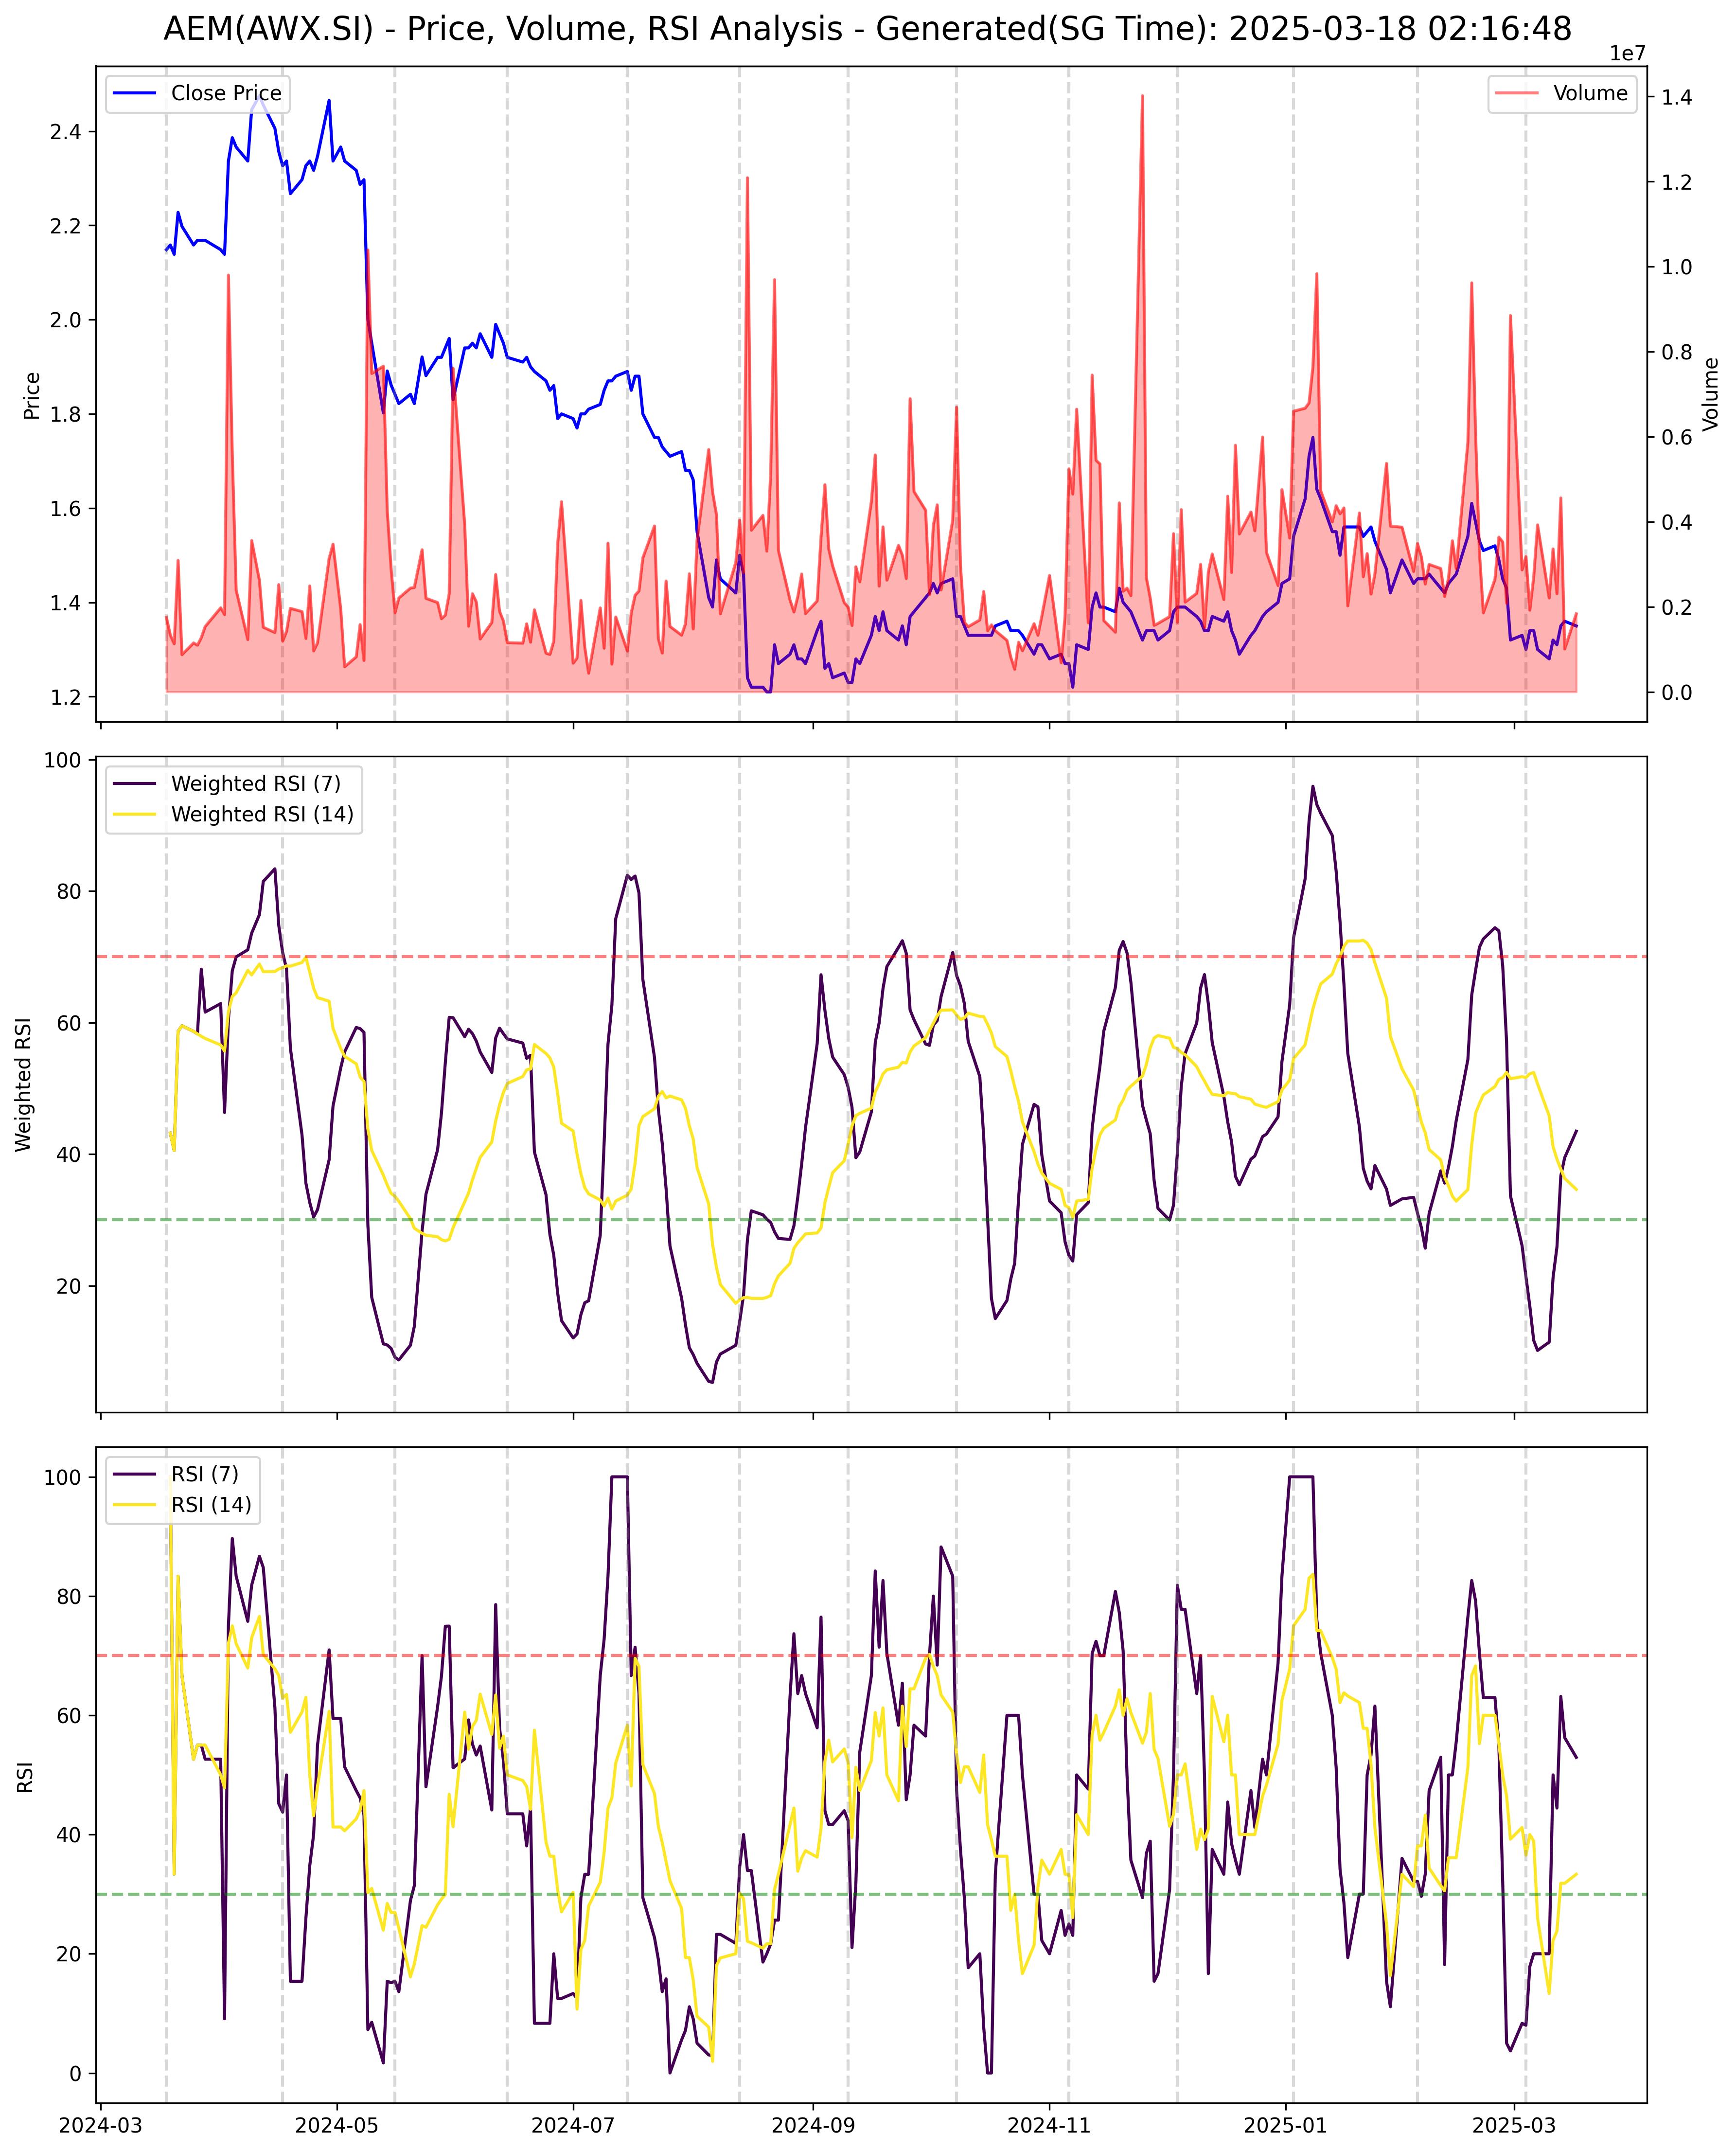 AEM(AWX.SI) - Price, Volume, RSI Analysis - Generated(SG Time): 2025-03-18 02:16:48
1e7
Close Price
Volume
2.4
2.2
2.0
1.8
1.6
1.4
1.2
Price
1.4
1.2
1.0
0.8
0.6
0.4
0.2
0.0
Volume
Weighted RSI (7)
Weighted RSI (14)
100
80
60
40
20
Weighted RSI
RSI (7)
RSI (14)
100
80
60
40
20
0
RSI
2024-03
2024-05
2024-07
2024-09
2024-11
2025-01
2025-03